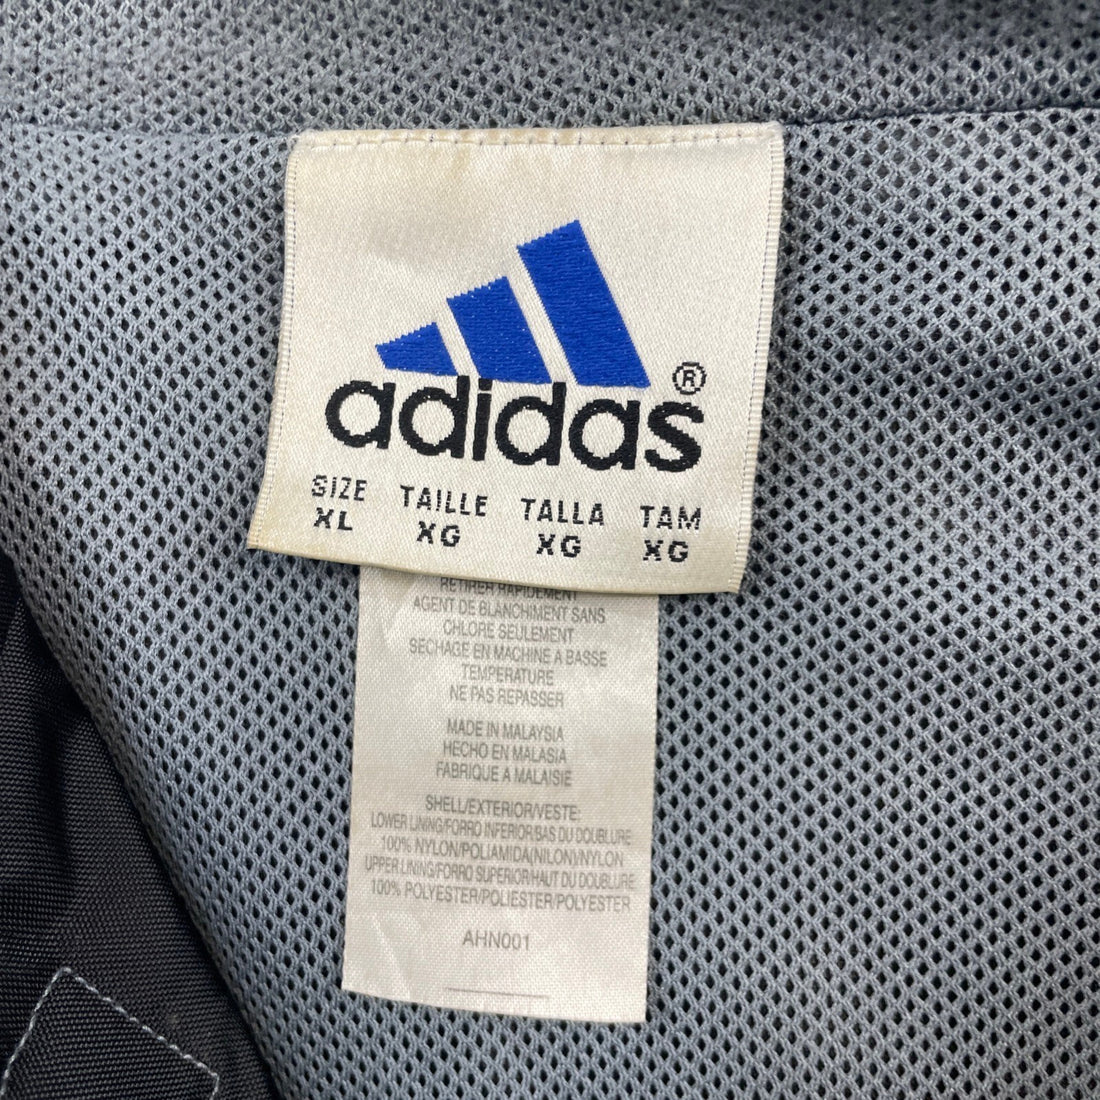 adidas®
SIZE TAILLE TALLA TAM
XL XG XG XG
RETIRER RAPIDEMENT
AGENT DE BLANCHIMENT SANS
CHLORE SEULEMENT
SECHAGE EN MACHINE A BASSE
TEMPERATURE
NE PAS REPASSER
MADE IN MALAYSIA
HECHO EN MALASIA
FABRIQUE A MALAISIE
SHELL/EXTERIOR/VESTE:
LOWER LINING/FORRO INFERIOR/BAS DU DOUBLURE
100% NYLON/POLIAMIDA(NILON)/NYLON
UPPER LINING/FORRO SUPERIOR/HAUT DU DOUBLURE
100% POLYESTER/POLIESTER/POLYESTER
AHN001